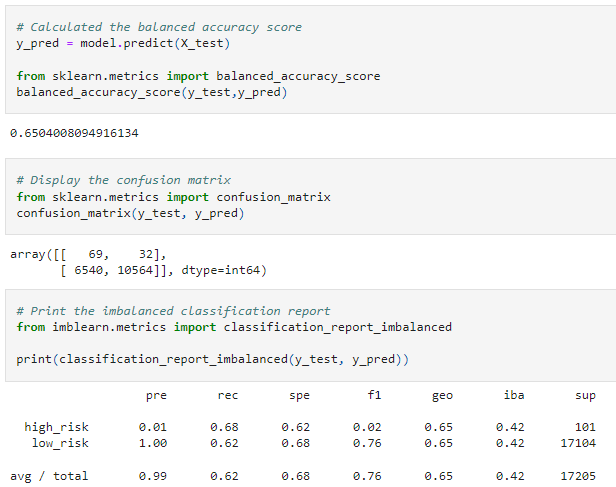 # Calculated the balanced accuracy score
y_pred = model.predict(X_test)
from sklearn.metrics import balanced_accuracy_score
balanced_accuracy_score(y_test,y_pred)
0.6504008094916134
# Display the confusion matrix
from sklearn.metrics import confusion_matrix
confusion_matrix(y_test, y_pred)
array([[   69,    32],
       [ 6540, 10564]], dtype=int64)
# Print the imbalanced classification report
from imblearn.metrics import classification_report_imbalanced
print(classification_report_imbalanced(y_test, y_pred))
pre rec spe f1 geo iba sup
high_risk 0.01 0.68 0.62 0.02 0.65 0.42 101
low_risk 1.00 0.62 0.68 0.76 0.65 0.42 17104
avg / total 0.99 0.62 0.68 0.76 0.65 0.42 17205